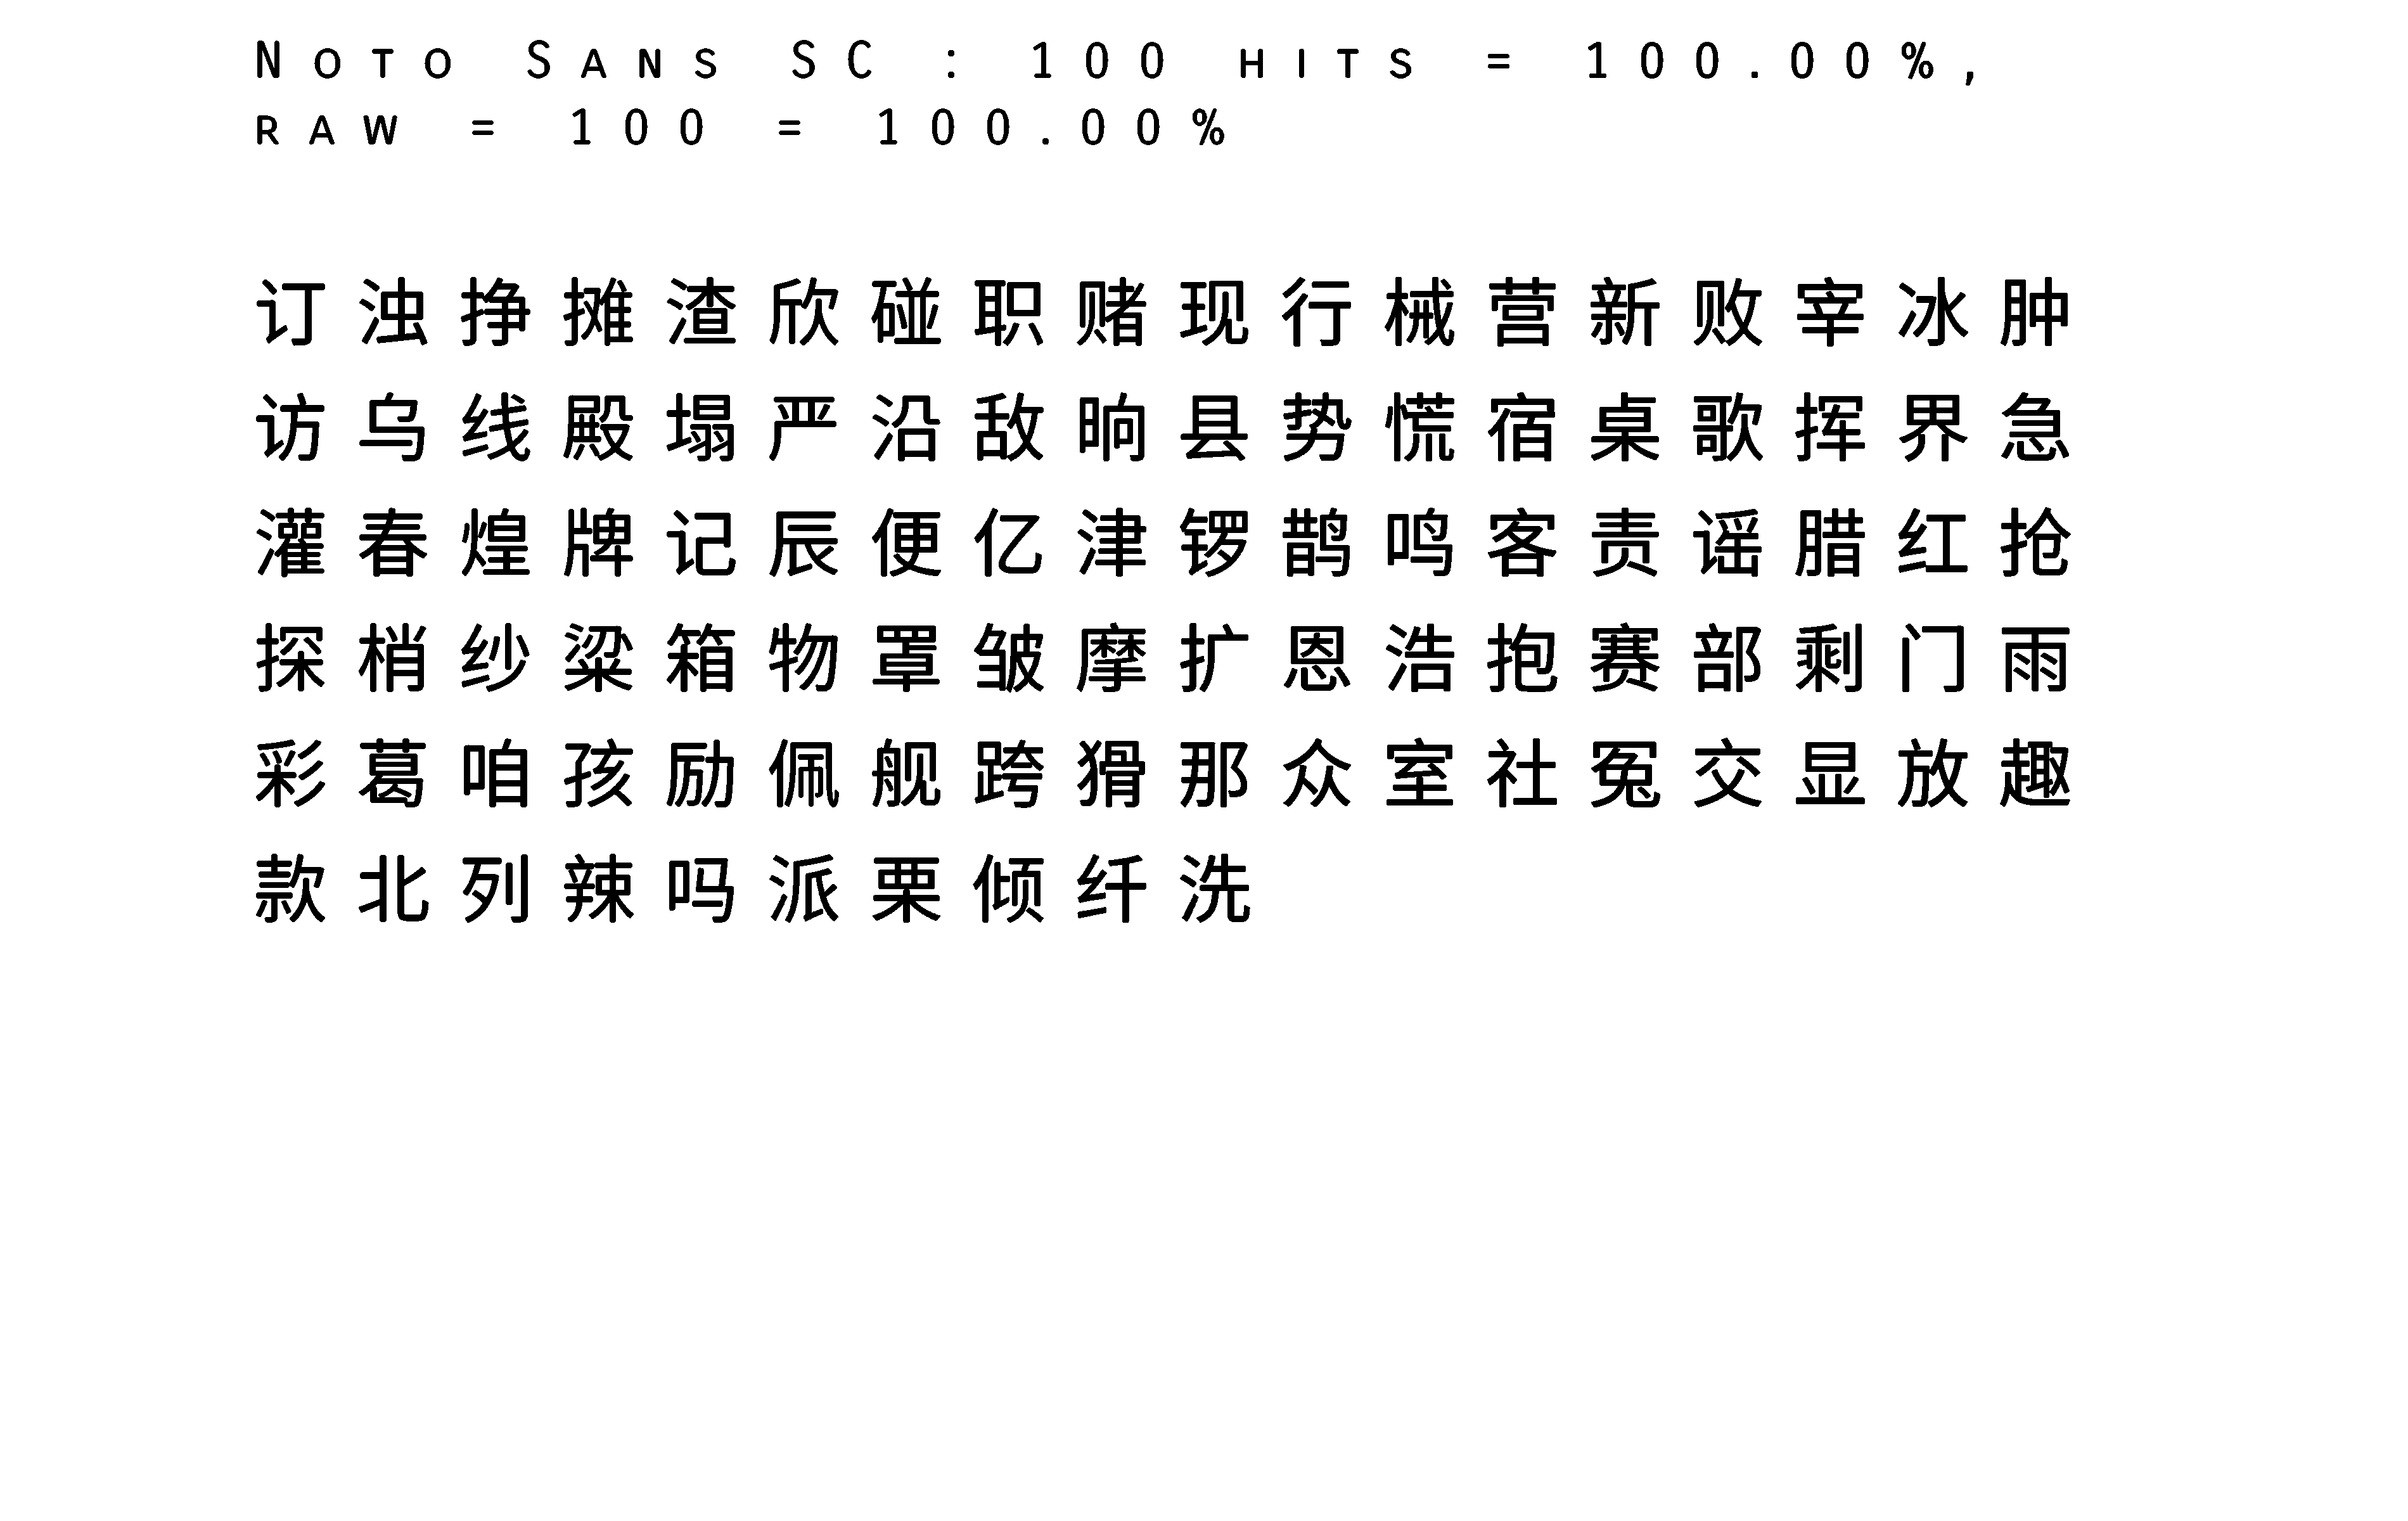 Noto Sans SC : 100 hits = 100.00%,
raw = 100 = 100.00%
订浊挣摊渣欣碰职赌现行械营新败宰冰肿
访乌线殿塌严沿敌晌县势慌宿桌歌挥界急
灌春煌牌记辰便亿津锣鹊鸣客责谣腊红抢
探梢纱粱箱物罩皱摩扩恩浩抱赛部剩门雨
彩葛咱孩励佩舰跨猾那众室社冤交显放趣
款北列辣吗派栗倾纤洗